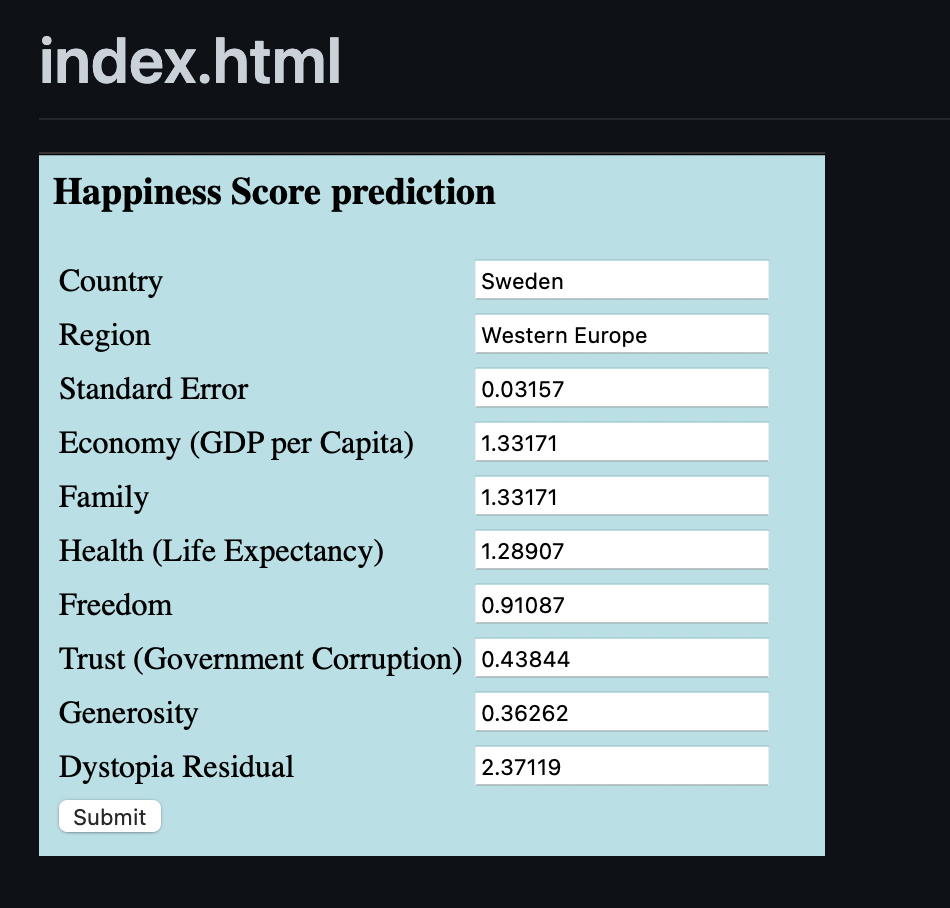 index.html
Happiness Score prediction
Country Sweden
Region Western Europe
Standard Error 0.03157
Economy (GDP per Capita) 1.33171
Family 1.33171
Health (Life Expectancy) 1.28907
Freedom 0.91087
Trust (Government Corruption) 0.43844
Generosity 0.36262
Dystopia Residual 2.37119
Submit